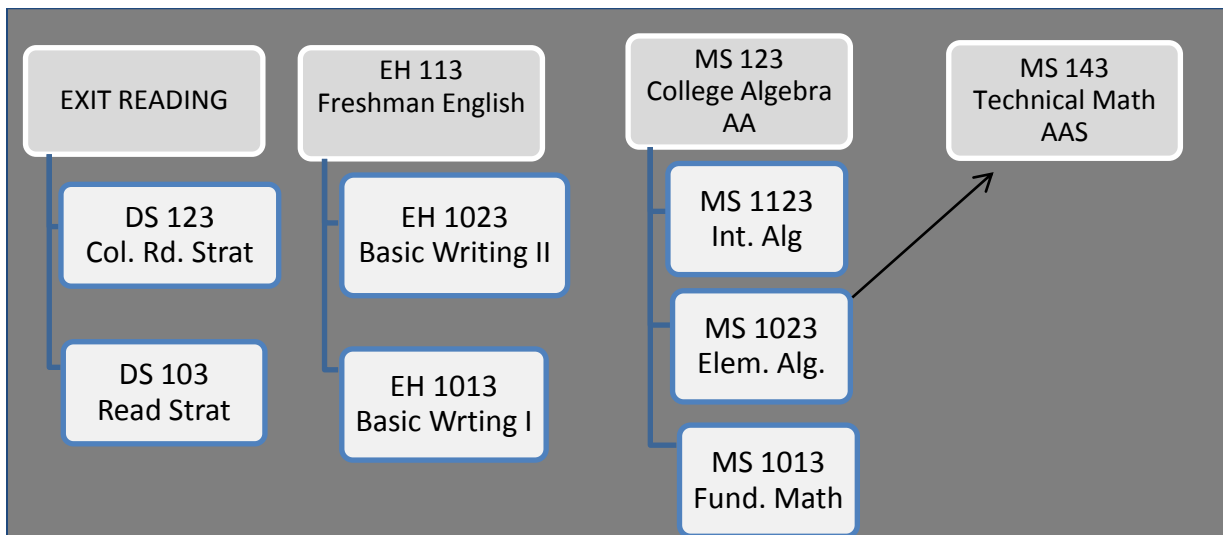 EXIT READING
DS 123
Col. Rd. Strat
DS 103
Read Strat
EH 113
Freshman English
EH 1023
Basic Writing II
EH 1013
Basic Wrting I
MS 123
College Algebra
AA
MS 1123
Int. Alg
MS 1023
Elem. Alg.
MS 1013
Fund. Math
MS 143
Technical Math
AAS